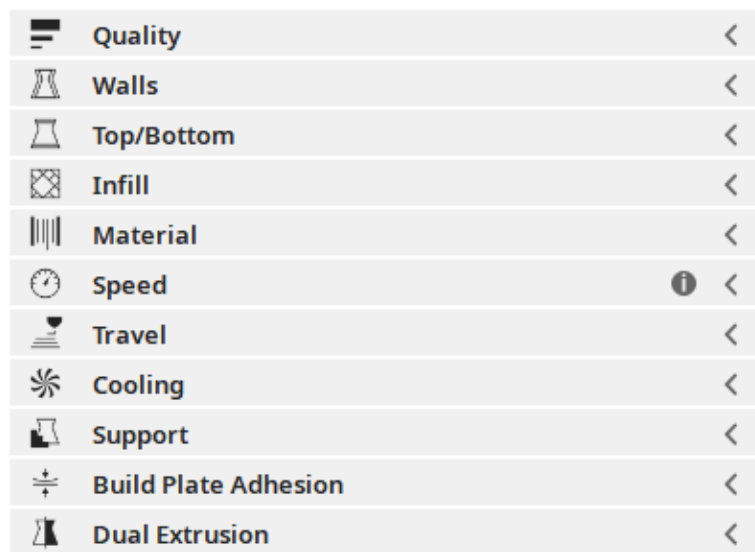 Quality
Walls
Top/Bottom
Infill
Material
Speed
Travel
Cooling
Support
Build Plate Adhesion
Dual Extrusion